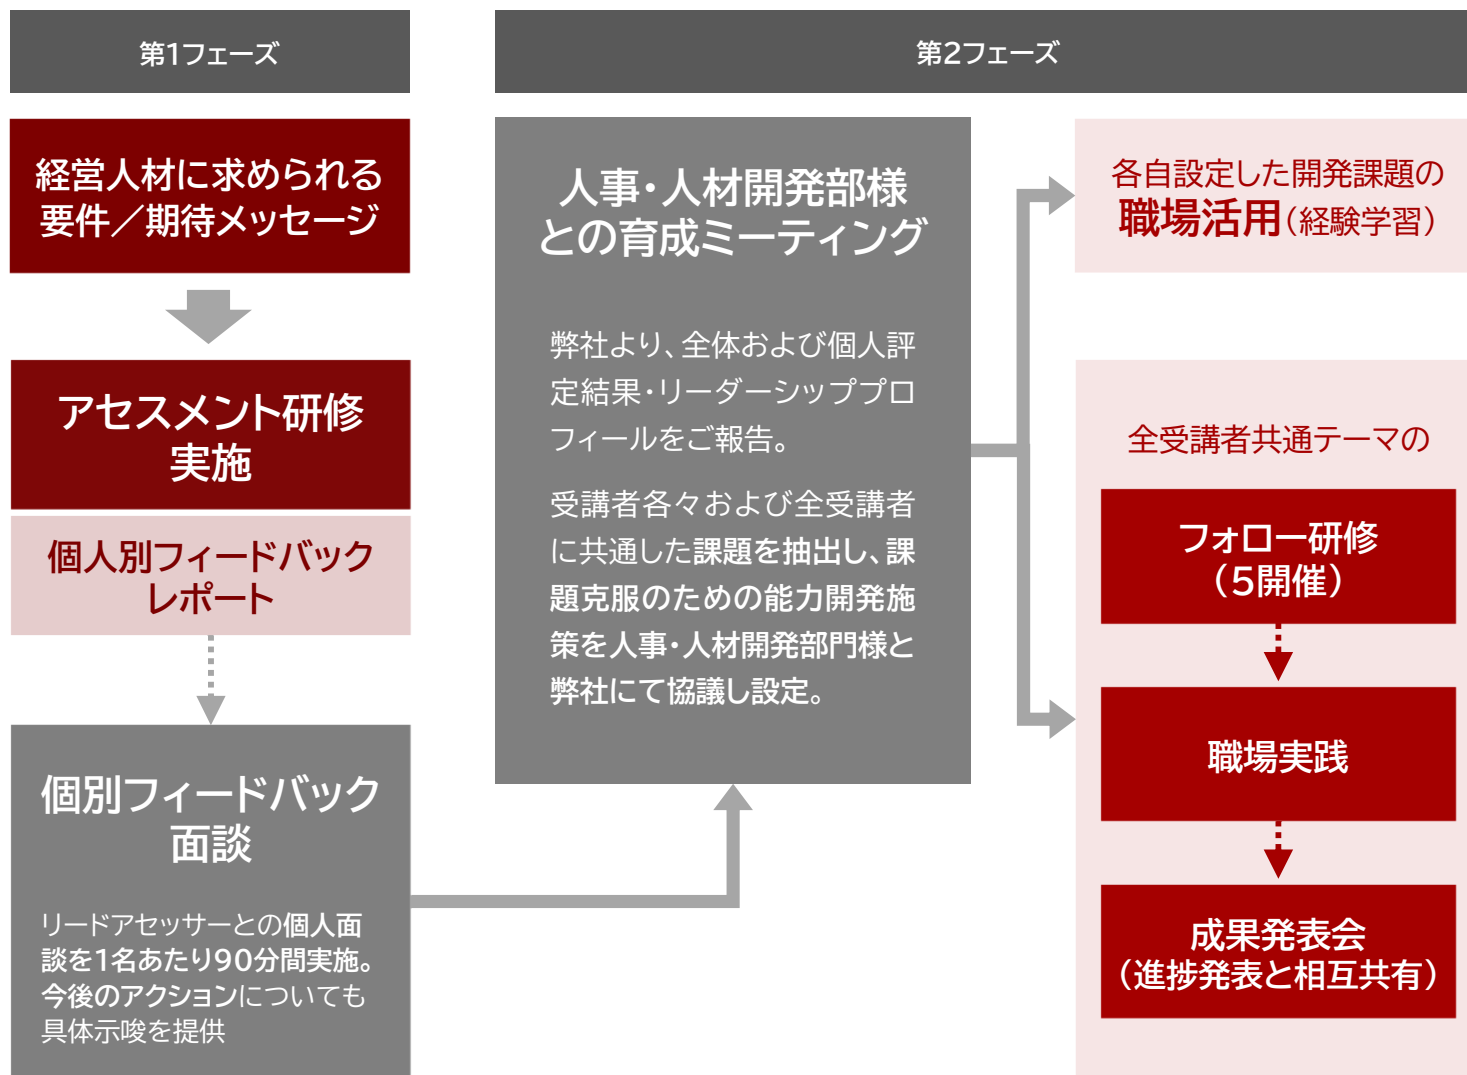 第1フェーズ
経営人材に求められる
要件／期待メッセージ
アセスメント研修
実施
個人別フィードバック
レポート
個別フィードバック
面談
リードアセッサーとの個人面
談を1名あたり90分間実施。
今後のアクションについても
具体示唆を提供
第2フェーズ
人事・人材開発部様
との育成ミーティング
弊社より、全体および個人評
定結果・リーダーシッププロ
フィールをご報告。
受講者各々および全受講者
に共通した課題を抽出し、課
題克服のための能力開発施
策を人事・人材開発部門様と
弊社にて協議し設定。
各自設定した開発課題の
職場活用（経験学習）
全受講者共通テーマの
フォロー研修
（5開催）
職場実践
成果発表会
（進捗発表と相互共有）